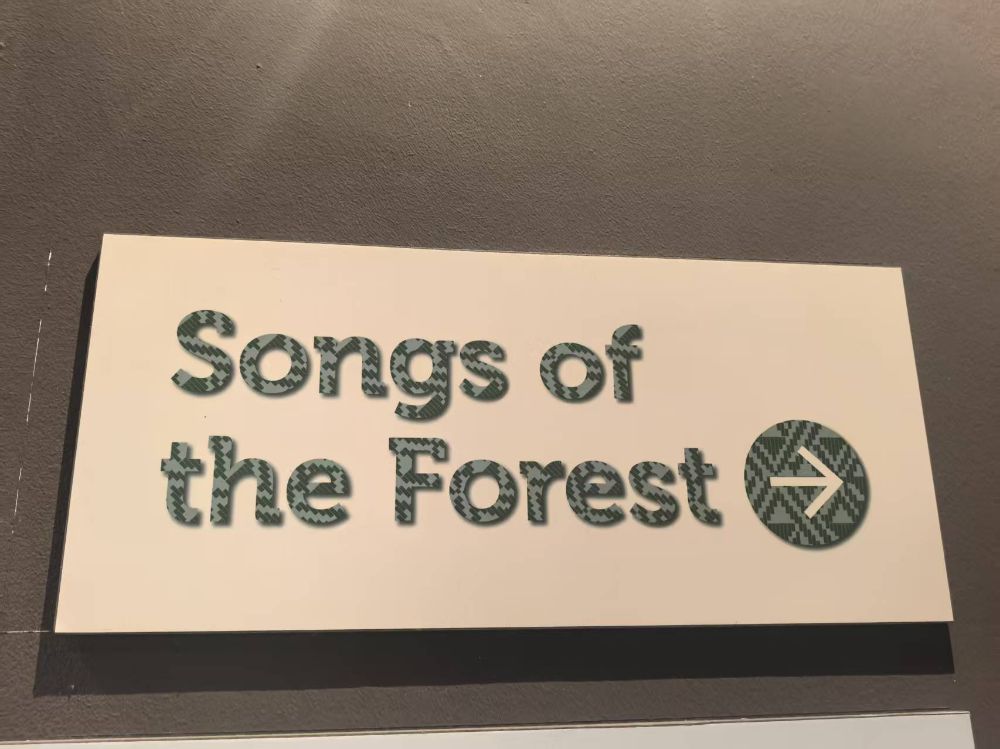 Songs of
the Forest